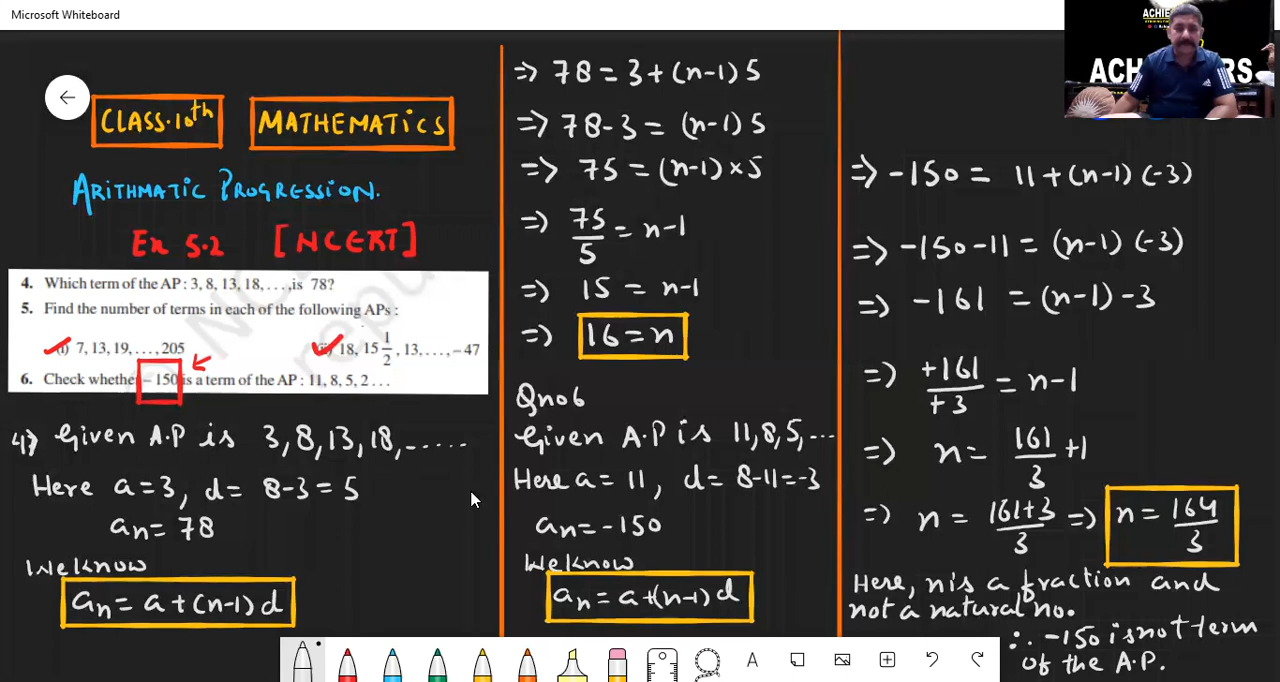 Microsoft Whiteboard
CLASS.10th MATHEMATICS
ARITHMATIC PROGRESSION.
Ex 5.2 [NCERT]
4. Which term of the AP : 3, 8, 13, 18, . . . ,is 78?
5. Find the number of terms in each of the following APs :
(i) 7, 13, 19, . . . , 205 18, 15 1/2, 13, . . . , – 47
6. Check whether – 150 is a term of the AP : 11, 8, 5, 2 . . .
4) Given A.P is 3, 8, 13, 18, ......
Here a=3, d= 8-3=5
an = 78
We know
an = a+(n-1)d
=> 78 = 3+(n-1)5
=> 78-3 = (n-1)5
=> 75 = (n-1)×5
=> 75/5 = n-1
=> 15 = n-1
=> 16 = n
Qno6
Given A.P is 11, 8, 5, ...
Here a = 11, d= 8-11=-3
an = -150
We know
an = a+(n-1)d
ACHIE
ACHIE RS
=> -150 = 11+(n-1)(-3)
=> -150-11 = (n-1)(-3)
=> -161 = (n-1)-3
=> +161/+3 = n-1
=> n = 161/3 +1
=> n = 161+3/3 => n = 164/3
Here, n is a fraction and
not a natural no.
∴ -150 is not term
of the A.P.
A